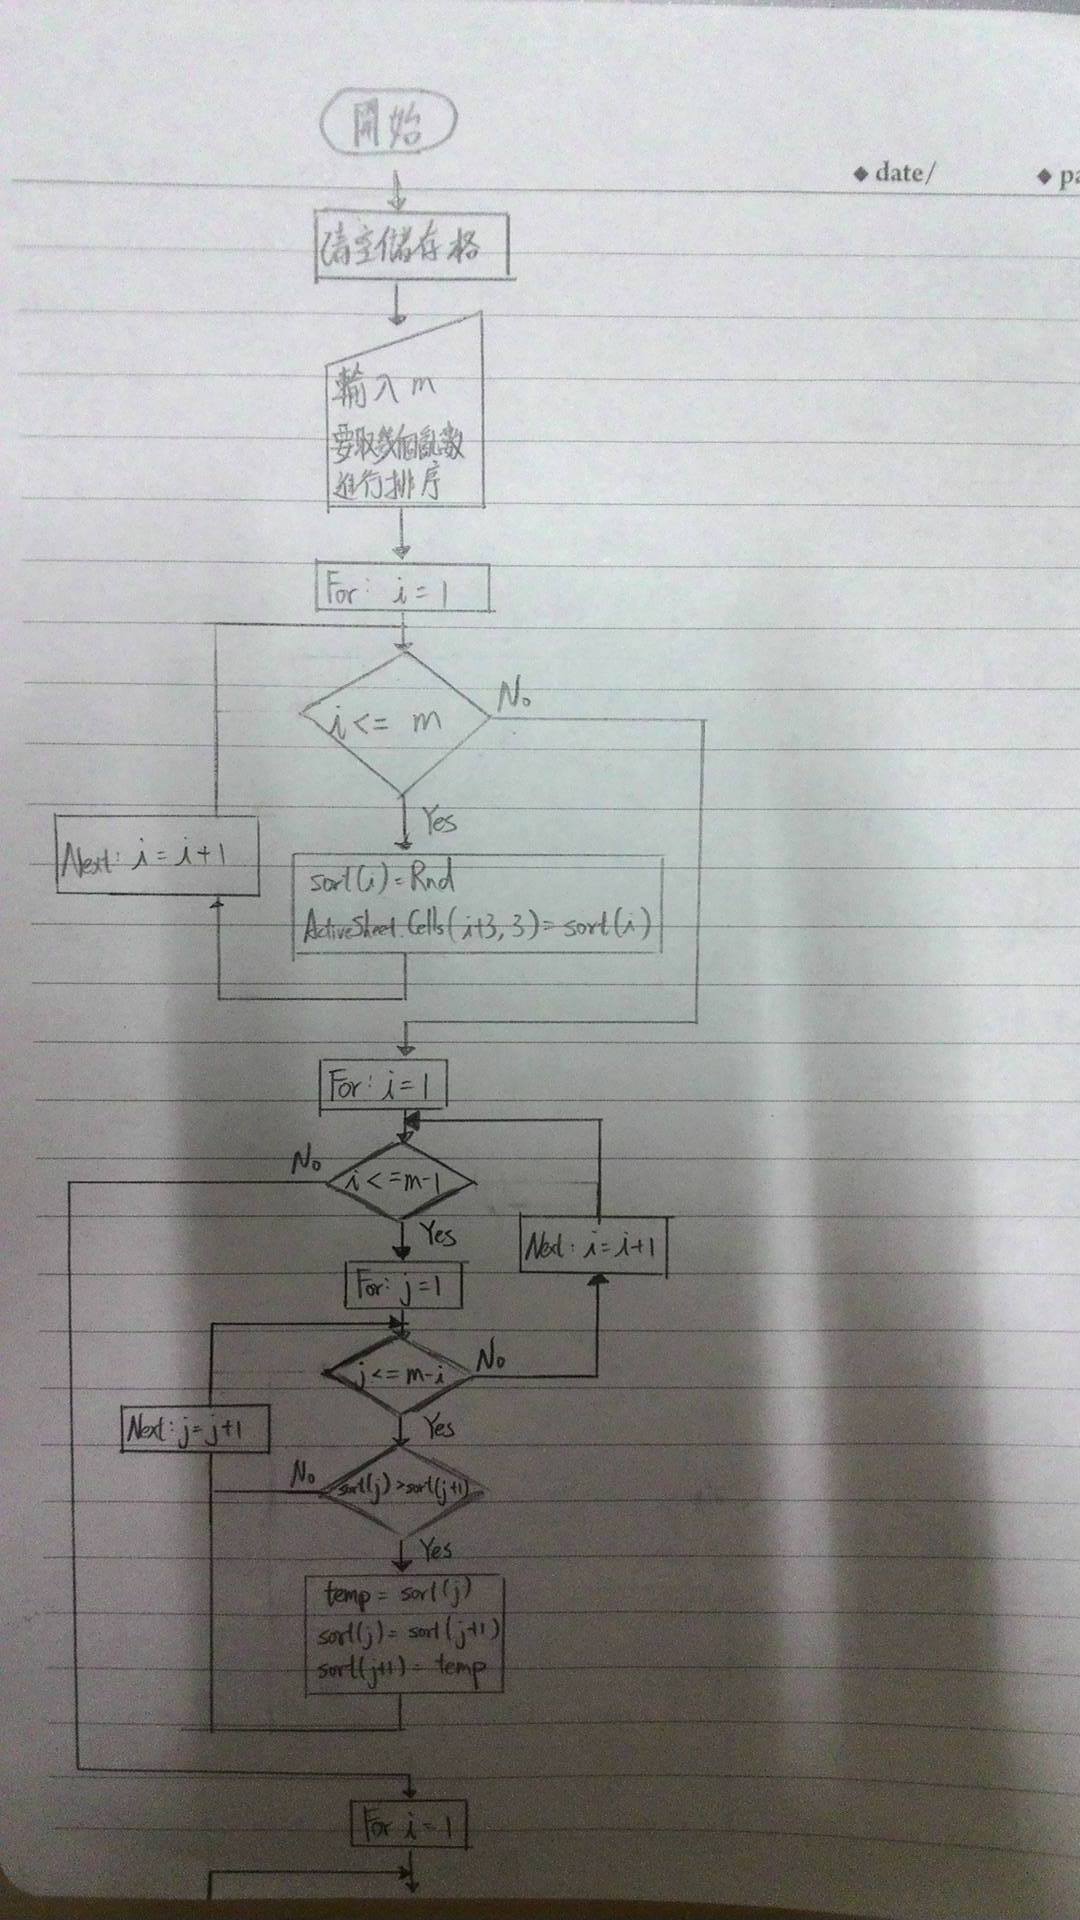 開始
◆ date/
◆ pa
清空儲存格
輸入 m
要取幾個亂數
進行排序
For: i = 1
i <= m
No
Yes
Next: i = i+1
sort(i) = Rnd
ActiveSheet.Cells(i+3, 3) = sort(i)
For: i = 1
No
i <= m-1
Yes
Next: i = i+1
For: j = 1
j <= m-i
No
Next: j = j+1
Yes
No
sort(j) > sort(j+1)
Yes
temp = sort(j)
sort(j) = sort(j+1)
sort(j+1) = temp
For i = 1